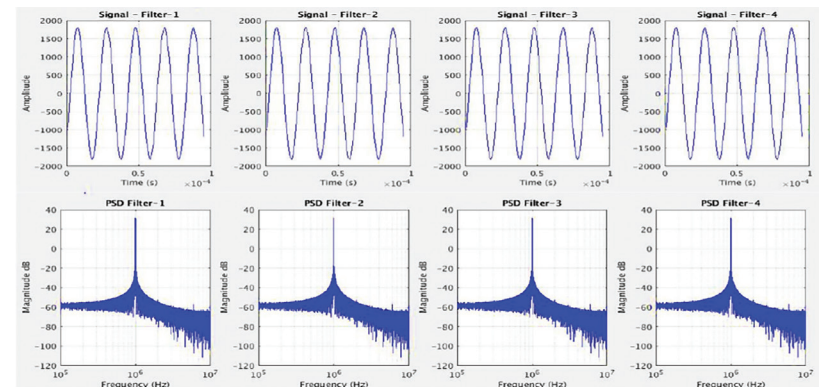 Signal - Filter-1 Signal - Filter-2 Signal - Filter-3 Signal - Filter-4
2000 2000 2000 2000
1500 1500 1500 1500
1000 1000 1000 1000
500 500 500 500
0 0 0 0
-500 -500 -500 -500
-1000 -1000 -1000 -1000
-1500 -1500 -1500 -1500
-2000 -2000 -2000 -2000
Amplitude Amplitude Amplitude Amplitude
0 0.5 1 0 0.5 1 0 0.5 1 0 0.5 1
Time (s) ×10⁻⁴ Time (s) ×10⁻⁴ Time (s) ×10⁻⁴ Time (s) ×10⁻⁴
PSD Filter-1 PSD Filter-2 PSD Filter-3 PSD Filter-4
40 40 40 40
20 20 20 20
0 0 0 0
-20 -20 -20 -20
-40 -40 -40 -40
-60 -60 -60 -60
-80 -80 -80 -80
-100 -100 -100 -100
-120 -120 -120 -120
Magnitude dB Magnitude dB Magnitude dB Magnitude dB
10⁵ 10⁶ 10⁷ 10⁵ 10⁶ 10⁷ 10⁵ 10⁶ 10⁷ 10⁵ 10⁶ 10⁷
Frequency (Hz) Frequency (Hz) Frequency (Hz) Frequency (Hz)